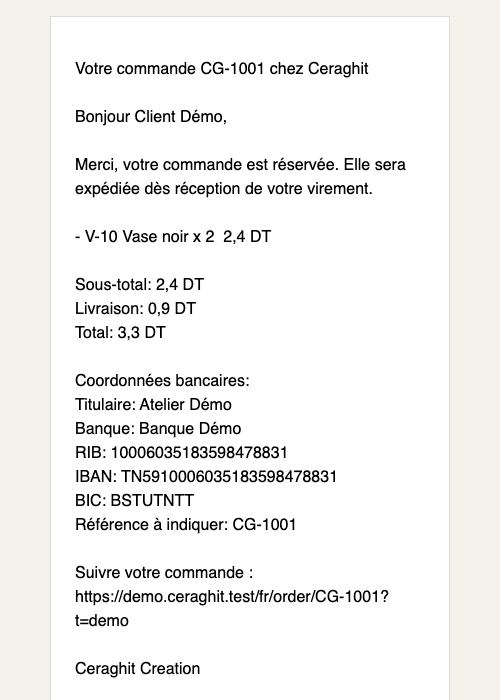 Votre commande CG-1001 chez Ceraghit
Bonjour Client Démo,
Merci, votre commande est réservée. Elle sera
expédiée dès réception de votre virement.
- V-10 Vase noir x 2  2,4 DT
Sous-total: 2,4 DT
Livraison: 0,9 DT
Total: 3,3 DT
Coordonnées bancaires:
Titulaire: Atelier Démo
Banque: Banque Démo
RIB: 10006035183598478831
IBAN: TN5910006035183598478831
BIC: BSTUTNTT
Référence à indiquer: CG-1001
Suivre votre commande :
https://demo.ceraghit.test/fr/order/CG-1001?
t=demo
Ceraghit Creation